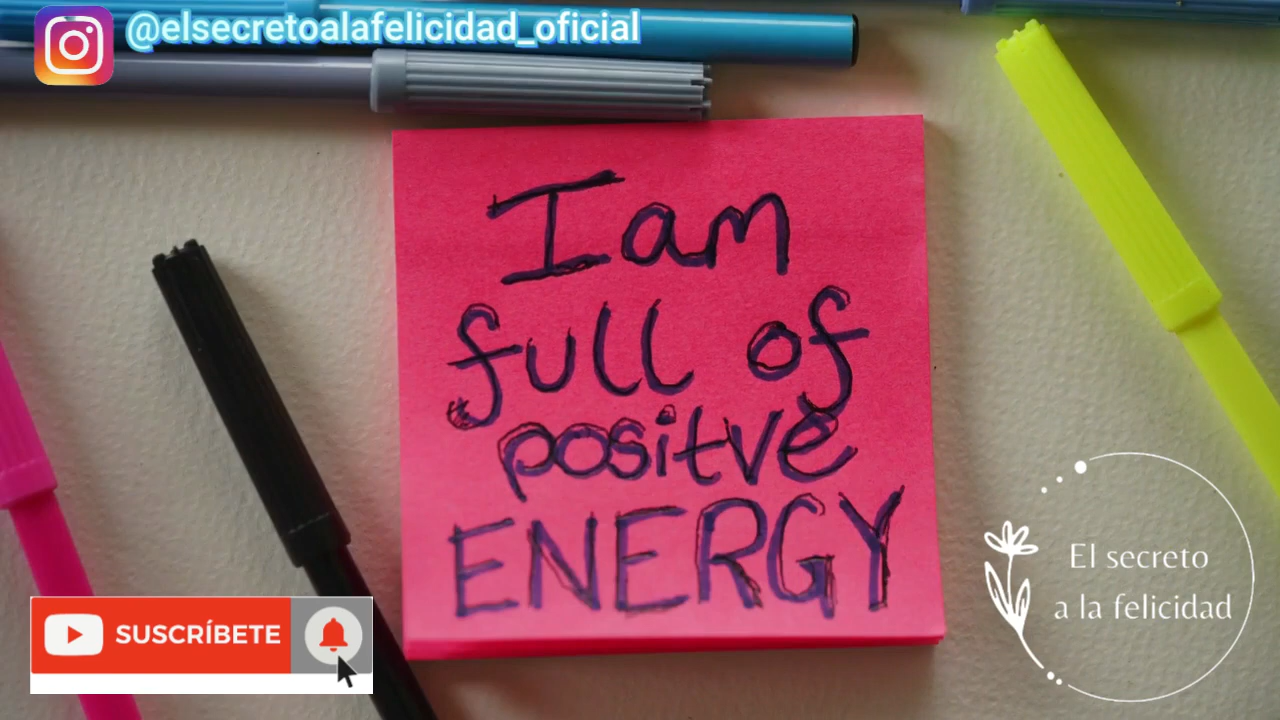 @elsecretoalafelicidad_oficial
I am
full of
positve
ENERGY
El secreto
a la felicidad
SUSCRÍBETE